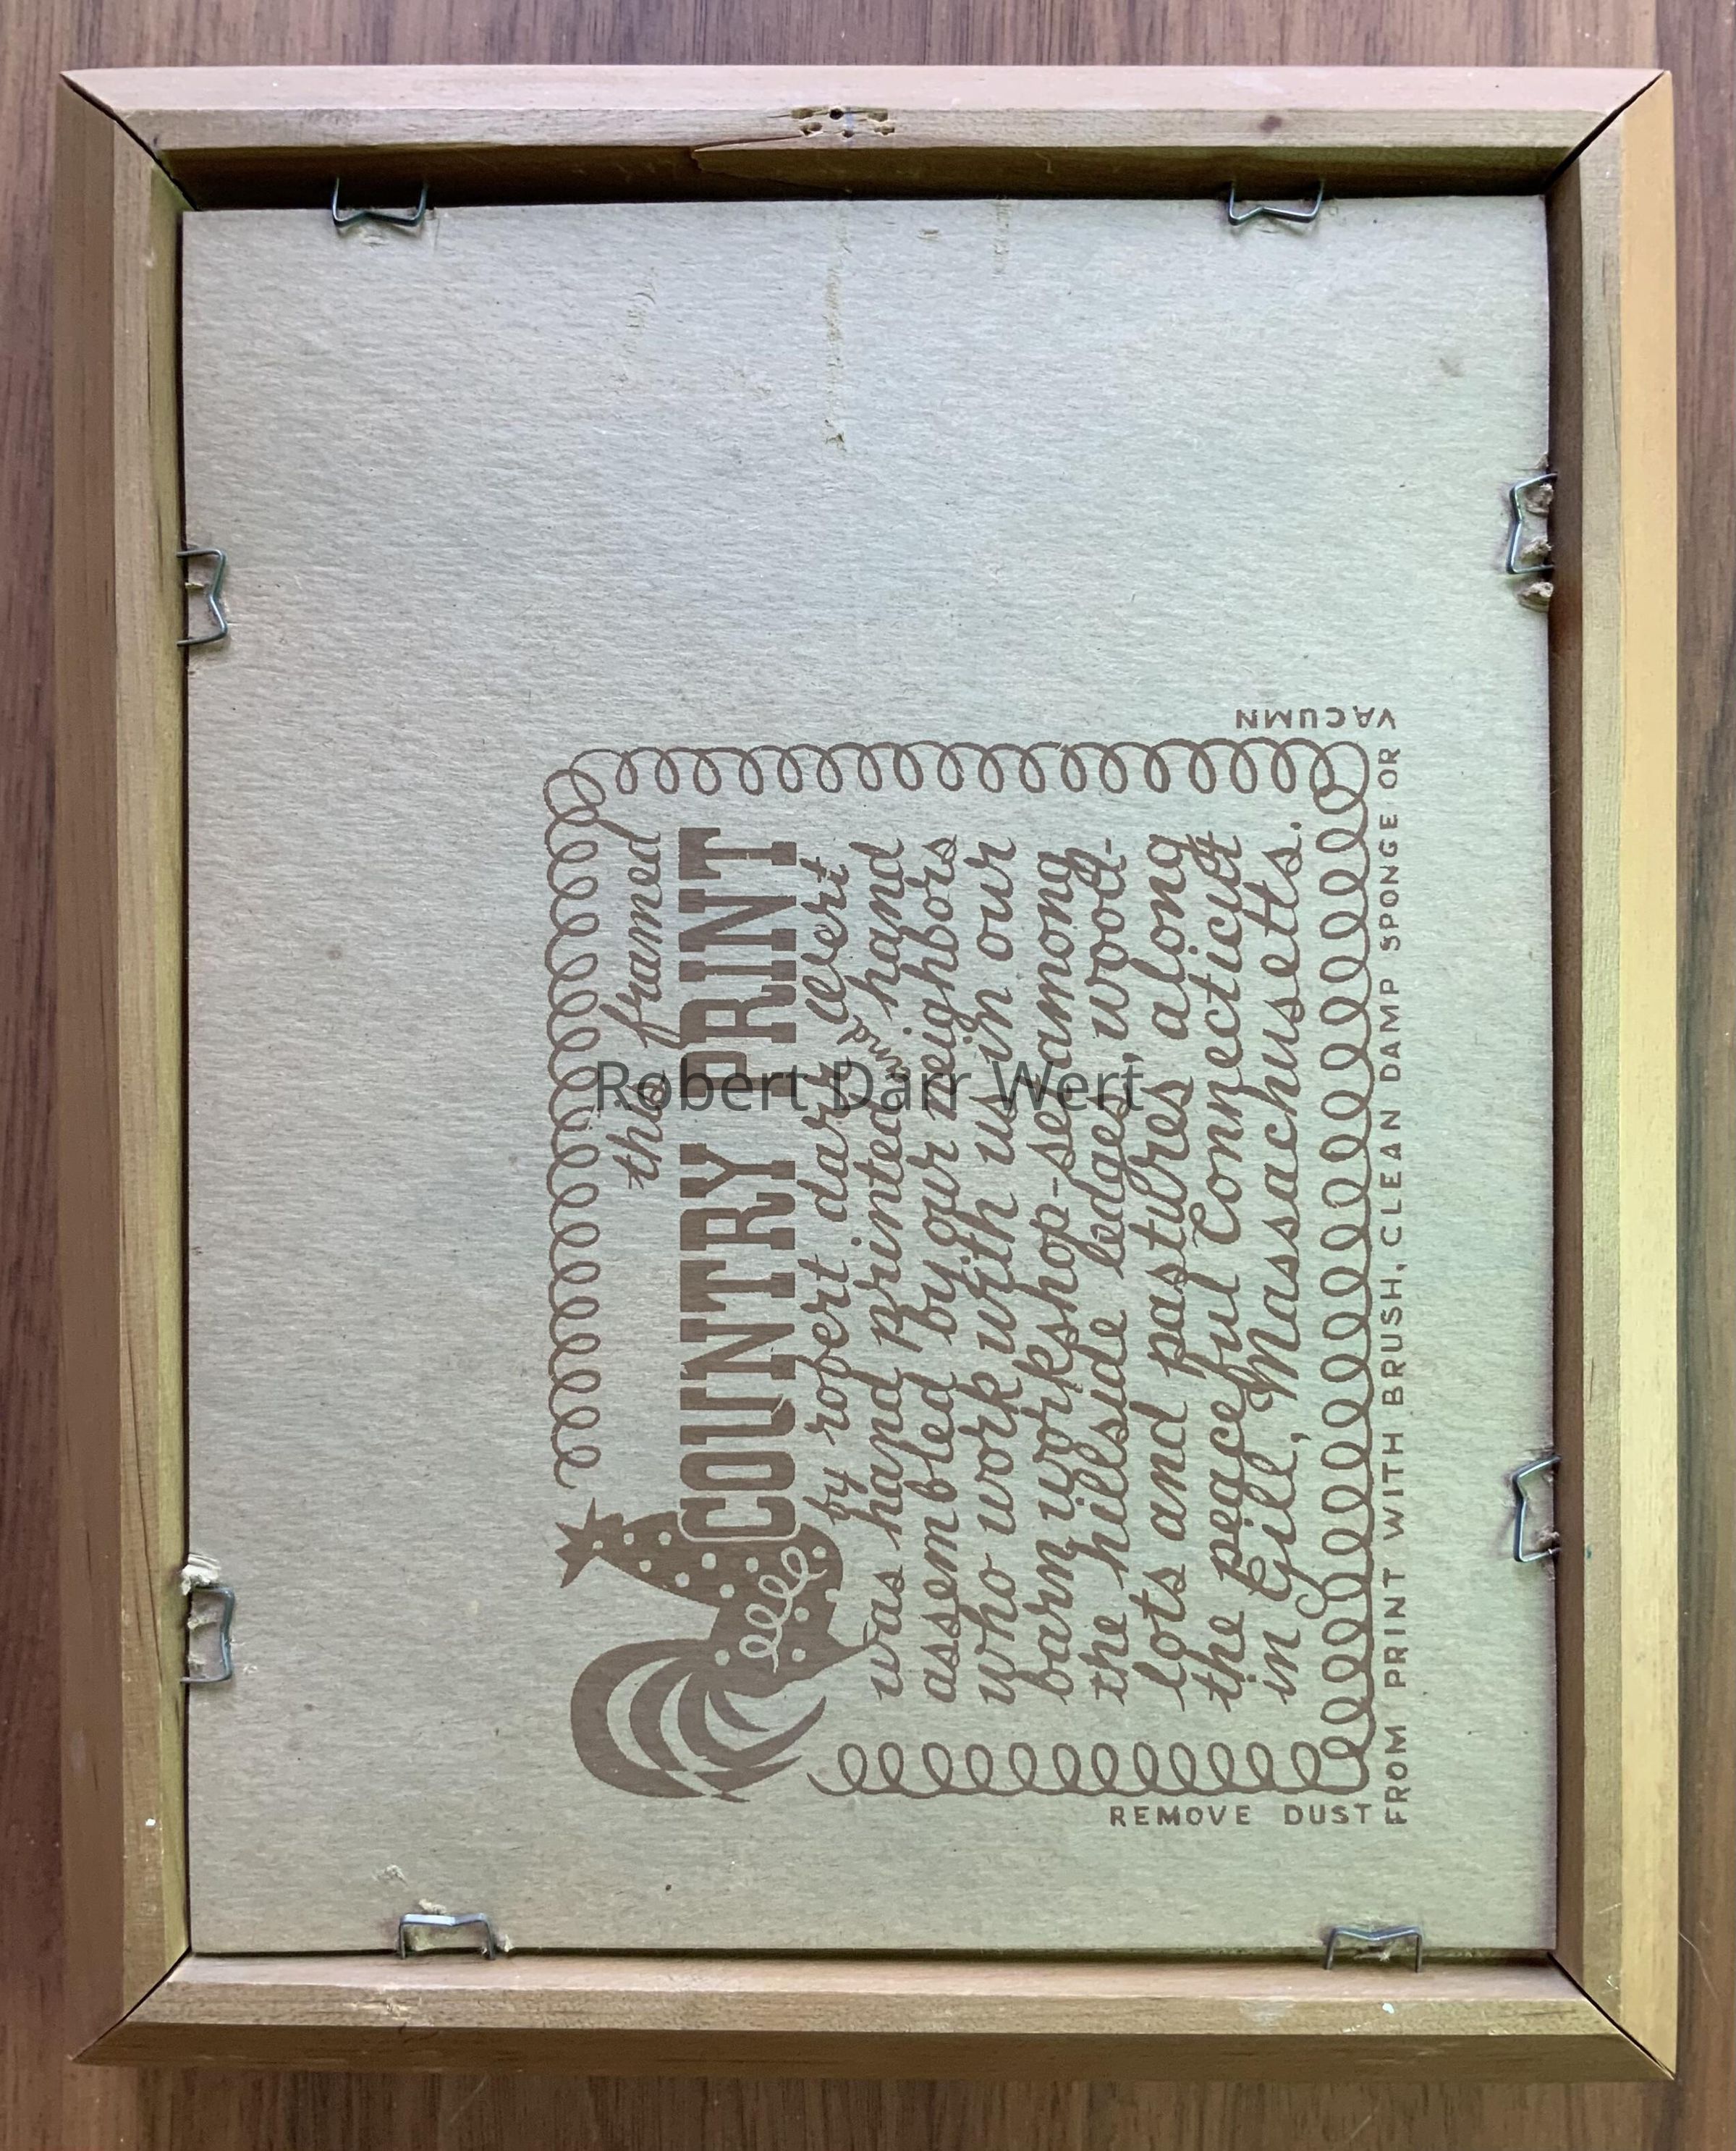 this framed
COUNTRY PRINT
by robert darr wert
was hand printed and hand
assembled by our neighbors
who work with us in our
barn workshop-set among
the hillside ledges, wood-
lots and pastures along
the peaceful Connecticut
in Gill, Massachusetts.
REMOVE DUST
FROM PRINT WITH BRUSH, CLEAN DAMP SPONGE OR
VACUMN
Robert Darr Wert